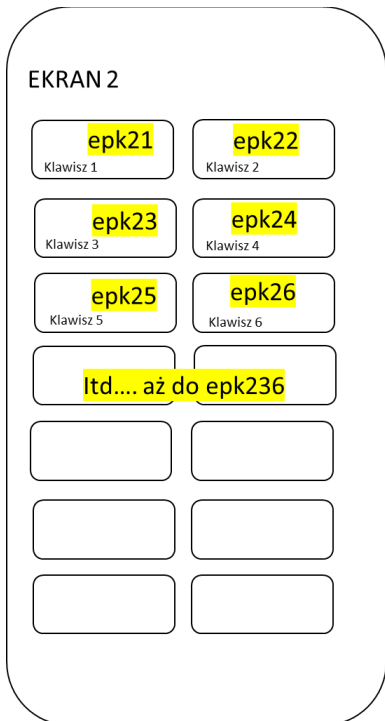 EKRAN 2
epk21
Klawisz 1
epk22
Klawisz 2
epk23
Klawisz 3
epk24
Klawisz 4
epk25
Klawisz 5
epk26
Klawisz 6
Itd.... aż do epk236